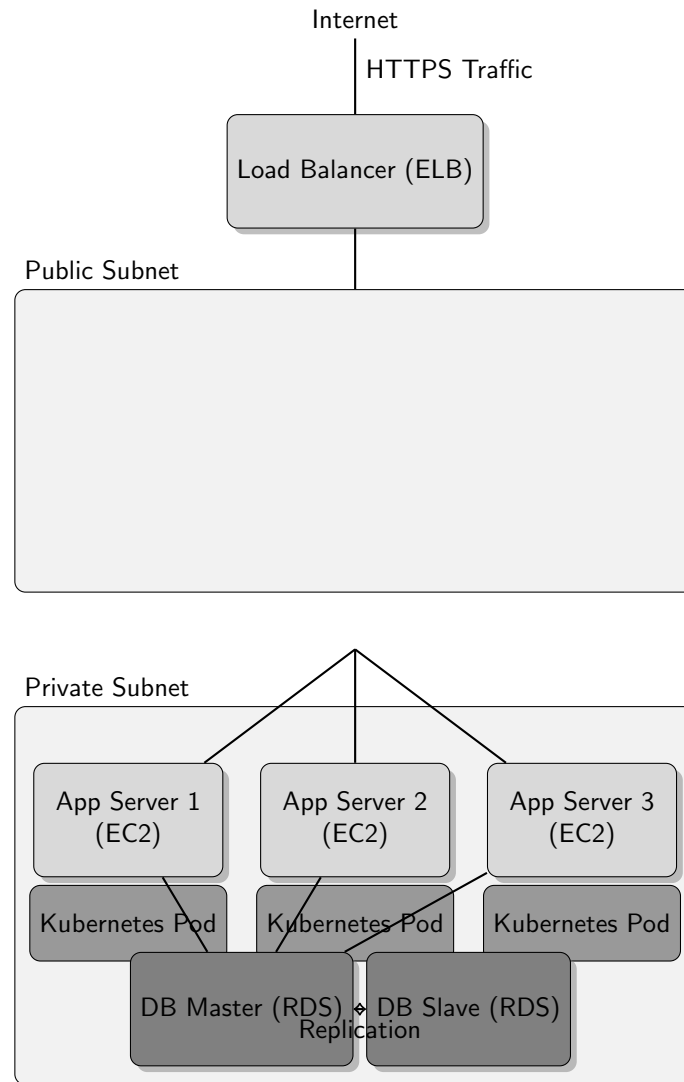 Internet
HTTPS Traffic
Load Balancer (ELB)
Public Subnet
Private Subnet
App Server 1
(EC2)
App Server 2
(EC2)
App Server 3
(EC2)
Kubernetes Pod
Kubernetes Pod
Kubernetes Pod
DB Master (RDS)
DB Slave (RDS)
Replication